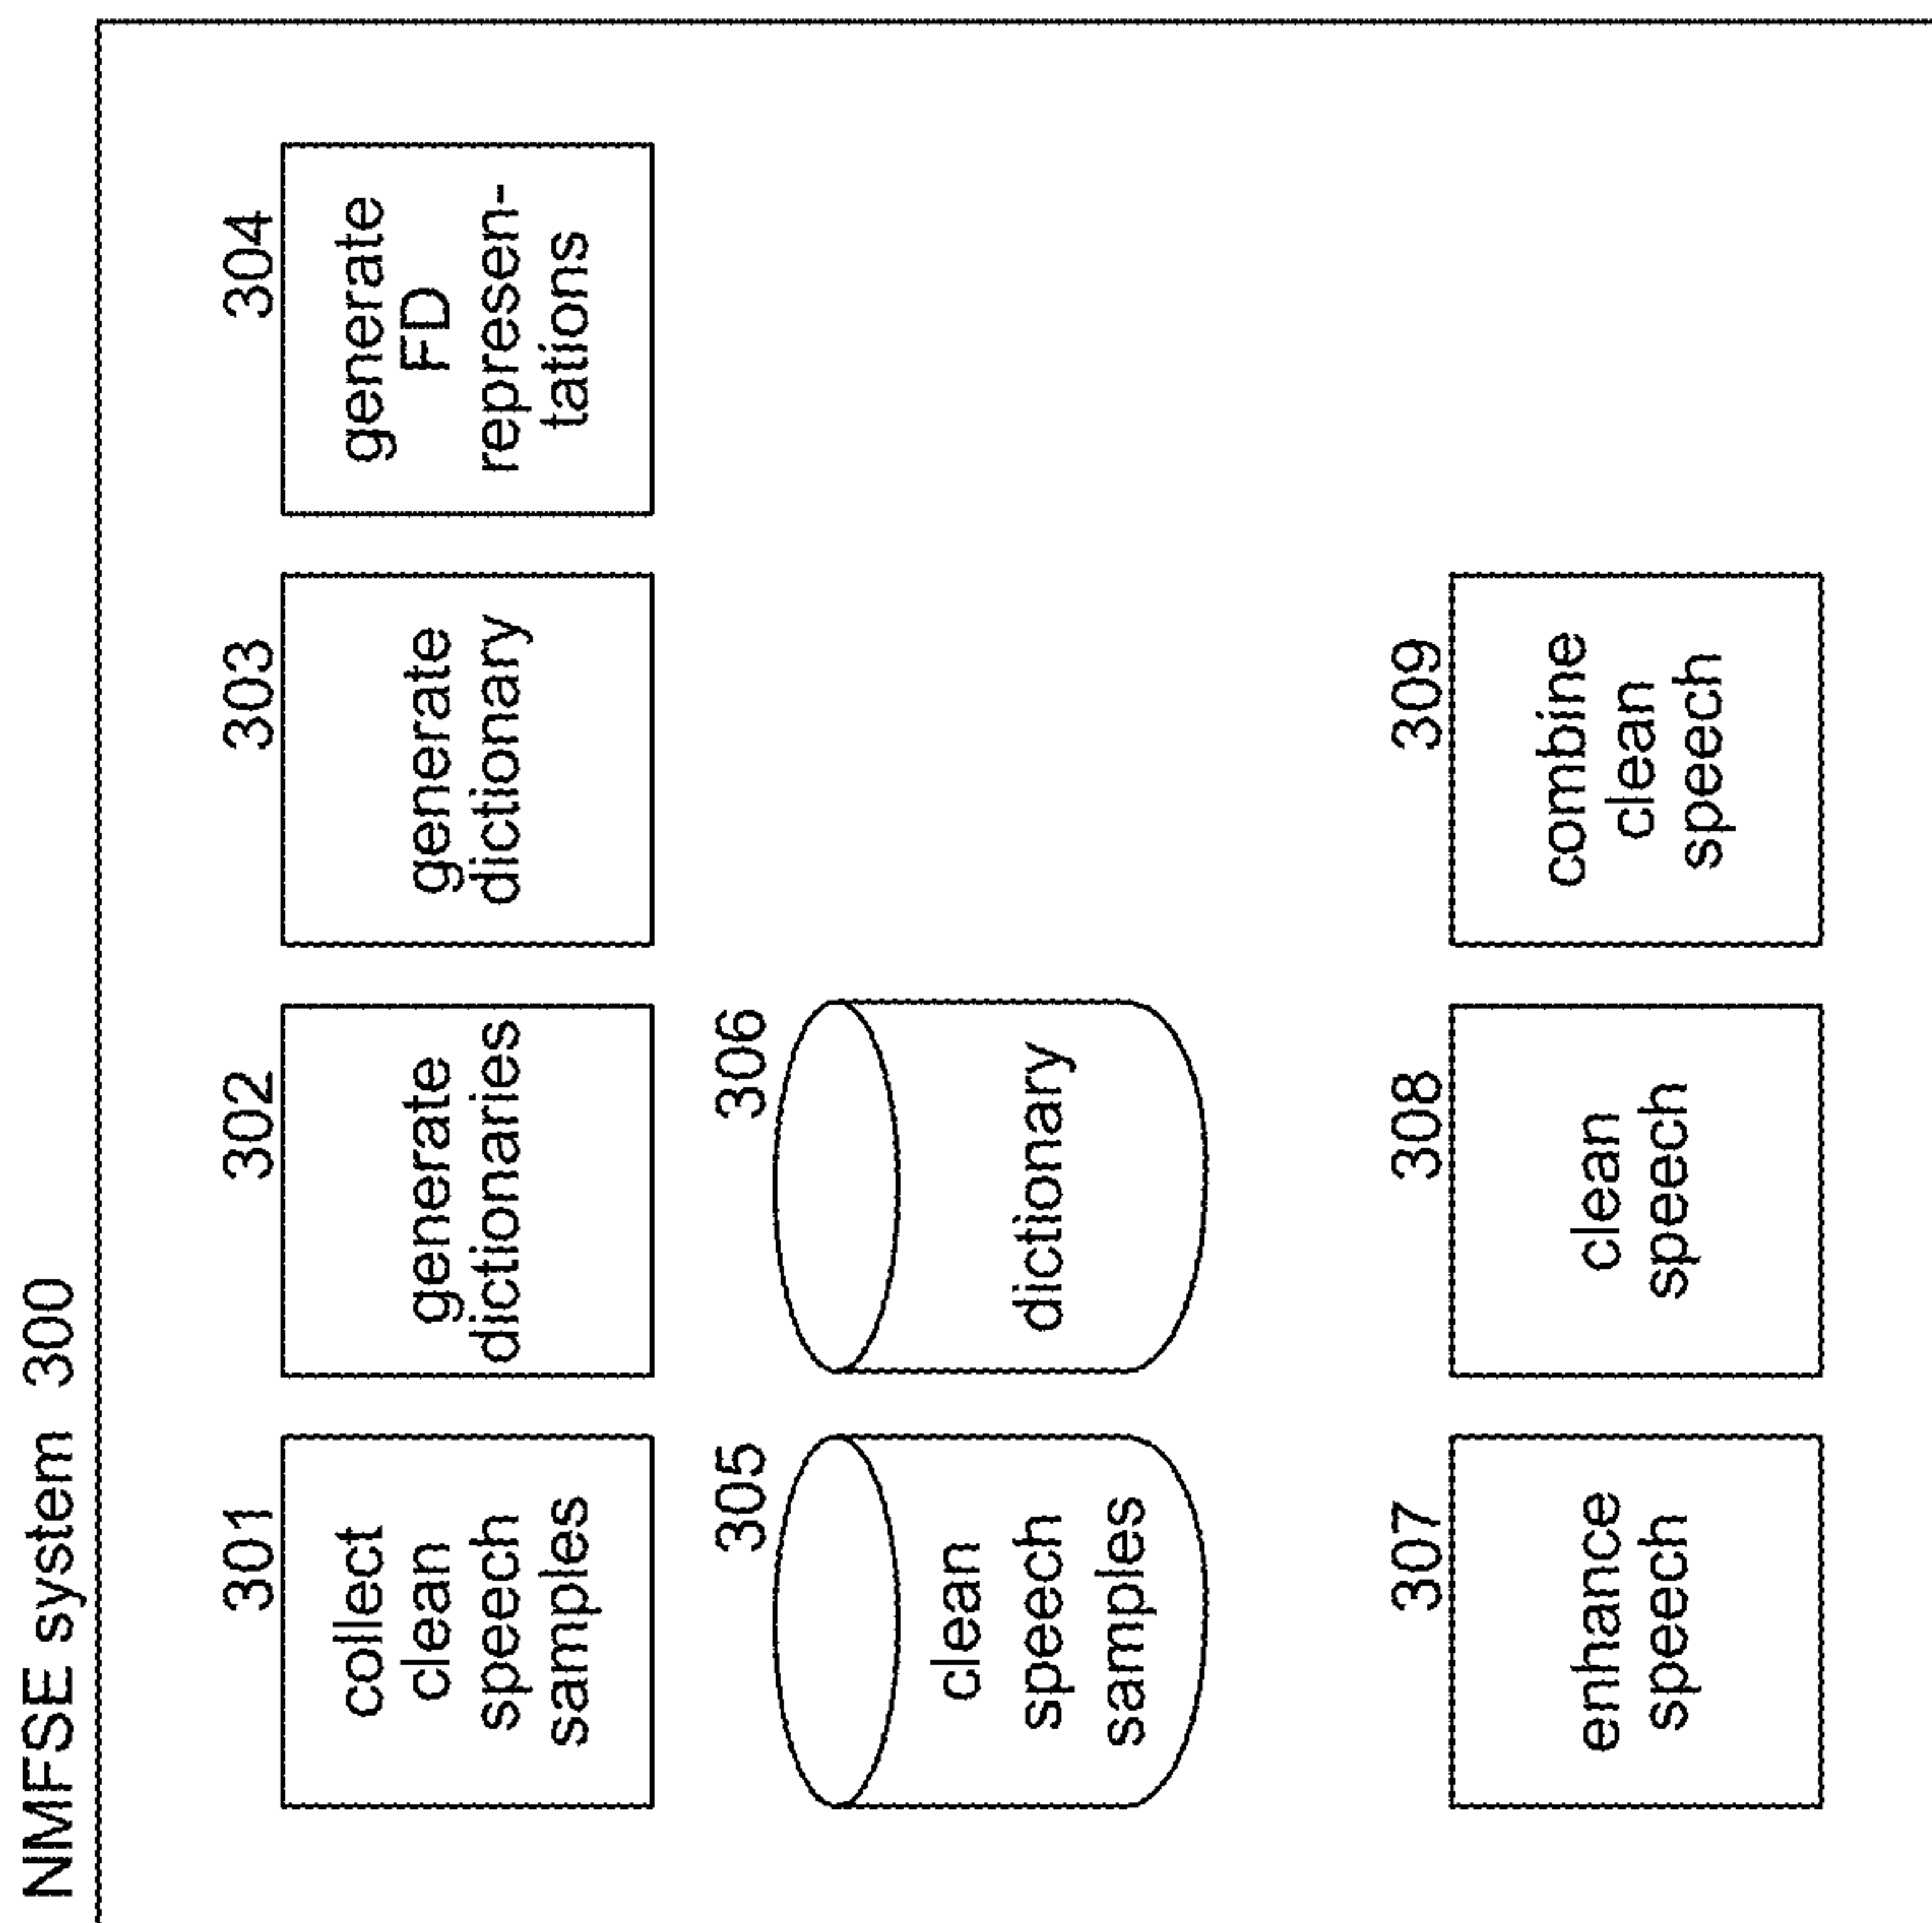 NMFSE system 300
301
collect
clean
speech
samples
302
generate
dictionaries
303
generate
dictionary
304
generate
FD
represen-
tations
305
clean
speech
samples
306
dictionary
307
enhance
speech
308
clean
speech
309
combine
clean
speech